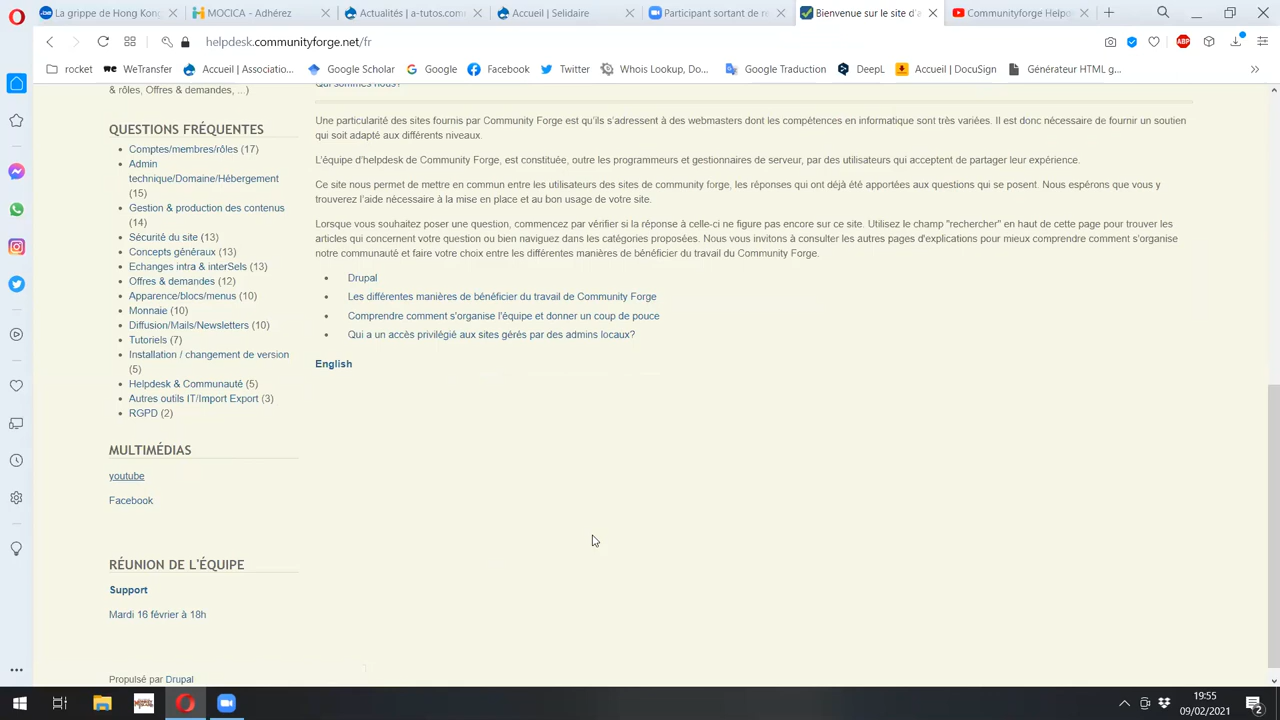 La grippe de Hong Kong
MOCICA - Adhérez
Actualités | a-tutos.com
Accueil | Selidaire
Participant sortant de r
Bienvenue sur le site d'a
Communityforge Helpd
helpdesk.communityforge.net/fr
ABP
rocket
WeTransfer
Accueil | Associatio...
Google Scholar
Google
Facebook
Twitter
Whois Lookup, Do...
Google Traduction
DeepL
Accueil | DocuSign
Générateur HTML g...
& rôles, Offres & demandes, ...)
Qui sommes nous?
QUESTIONS FRÉQUENTES
Comptes/membres/rôles (17)
Admin
technique/Domaine/Hébergement
(15)
Gestion & production des contenus
(14)
Sécurité du site (13)
Concepts généraux (13)
Echanges intra & interSels (13)
Offres & demandes (12)
Apparence/blocs/menus (10)
Monnaie (10)
Diffusion/Mails/Newsletters (10)
Tutoriels (7)
Installation / changement de version
(5)
Helpdesk & Communauté (5)
Autres outils IT/Import Export (3)
RGPD (2)
MULTIMÉDIAS
youtube
Facebook
RÉUNION DE L'ÉQUIPE
Support
Mardi 16 février à 18h
Propulsé par Drupal
Une particularité des sites fournis par Community Forge est qu'ils s'adressent à des webmasters dont les compétences en informatique sont très variées. Il est donc nécessaire de fournir un soutien
qui soit adapté aux différents niveaux.
L'équipe d'helpdesk de Community Forge, est constituée, outre les programmeurs et gestionnaires de serveur, par des utilisateurs qui acceptent de partager leur expérience.
Ce site nous permet de mettre en commun entre les utilisateurs des sites de community forge, les réponses qui ont déjà été apportées aux questions qui se posent. Nous espérons que vous y
trouverez l'aide nécessaire à la mise en place et au bon usage de votre site.
Lorsque vous souhaitez poser une question, commencez par vérifier si la réponse à celle-ci ne figure pas encore sur ce site. Utilisez le champ "rechercher" en haut de cette page pour trouver les
articles qui concernent votre question ou bien naviguez dans les catégories proposées. Nous vous invitons à consulter les autres pages d'explications pour mieux comprendre comment s'organise
notre communauté et faire votre choix entre les différentes manières de bénéficier du travail du Community Forge.
Drupal
Les différentes manières de bénéficier du travail de Community Forge
Comprendre comment s'organise l'équipe et donner un coup de pouce
Qui a un accès privilégié aux sites gérés par des admins locaux?
English
19:55
09/02/2021
2